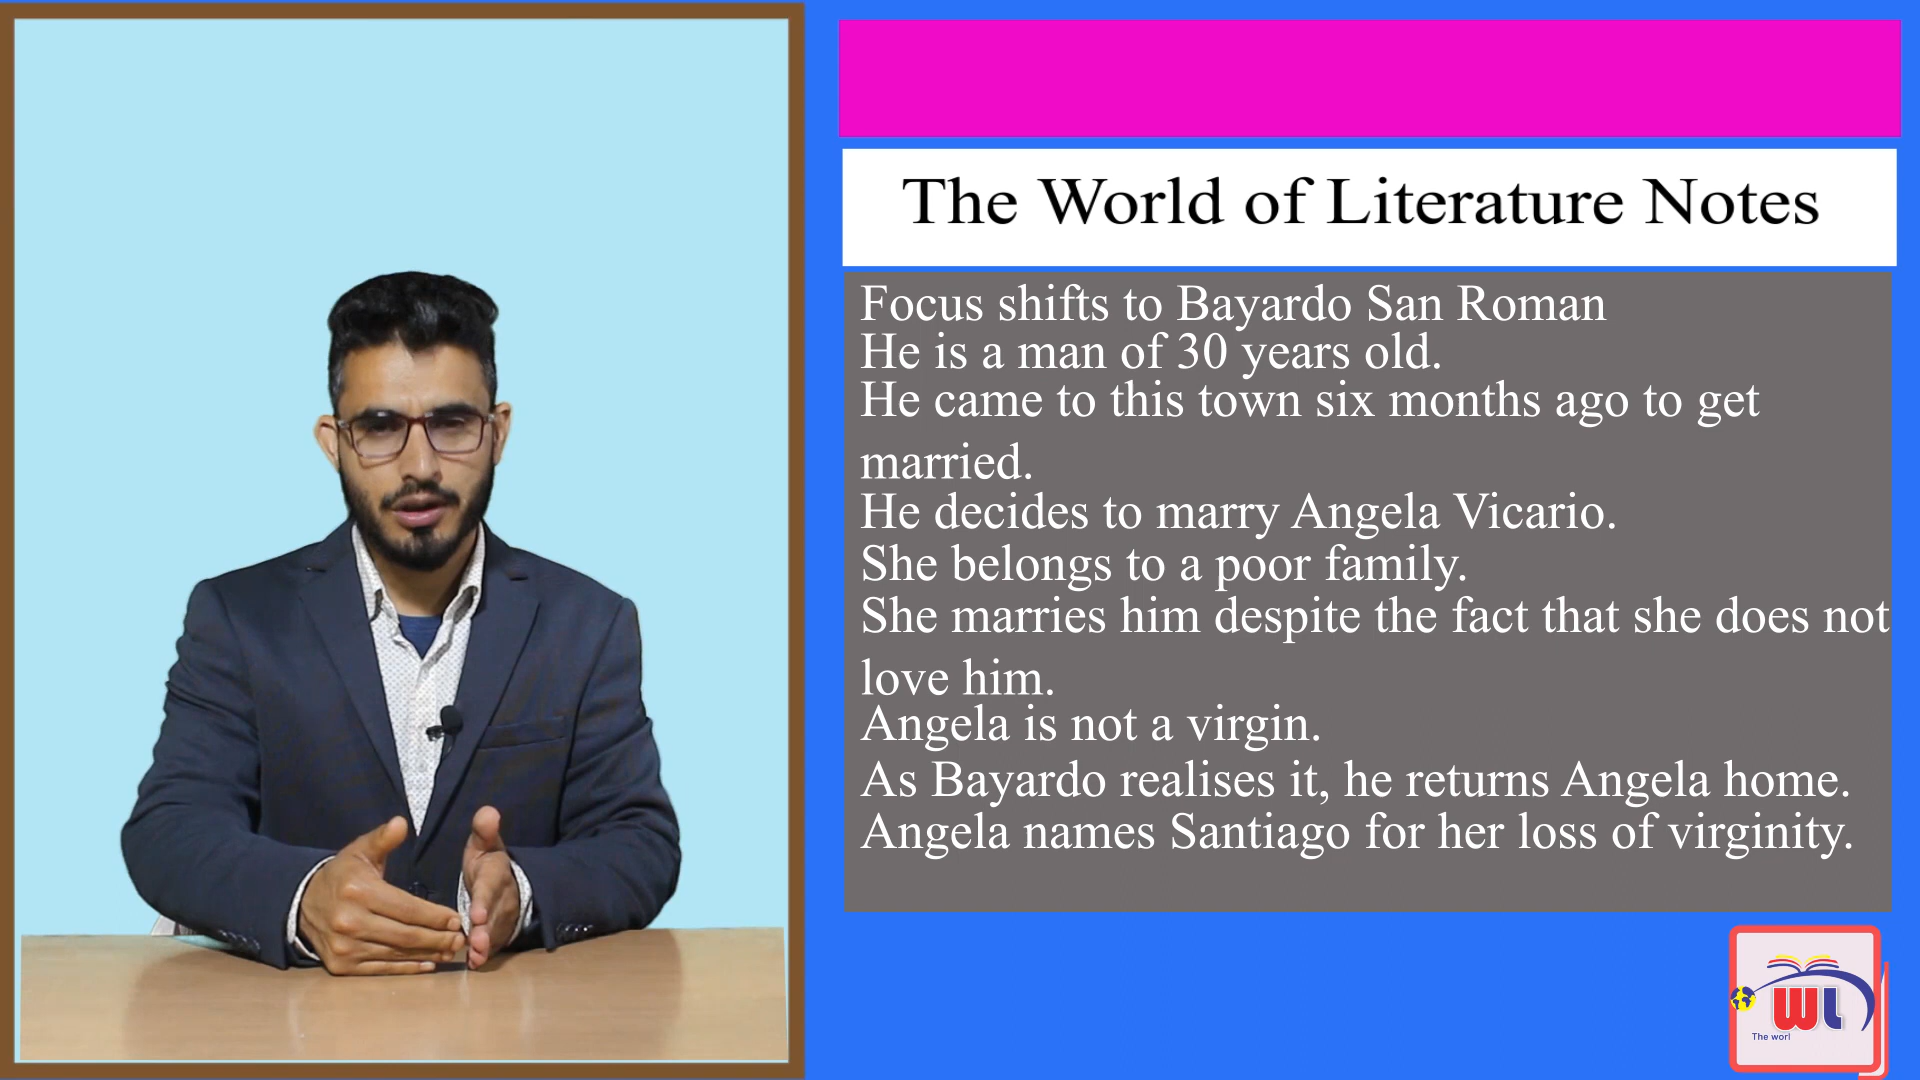 The World of Literature Notes
Focus shifts to Bayardo San Roman
He is a man of 30 years old.
He came to this town six months ago to get
married.
He decides to marry Angela Vicario.
She belongs to a poor family.
She marries him despite the fact that she does not
love him.
Angela is not a virgin.
As Bayardo realises it, he returns Angela home.
Angela names Santiago for her loss of virginity.
WL
The worl